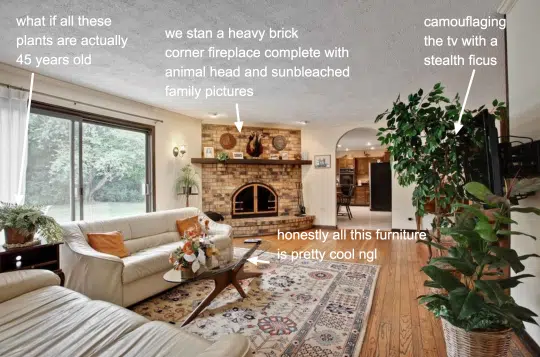 what if all these
plants are actually
45 years old
we stan a heavy brick
corner fireplace complete with
animal head and sunbleached
family pictures
camouflaging
the tv with a
stealth ficus
honestly all this furniture
is pretty cool ngl